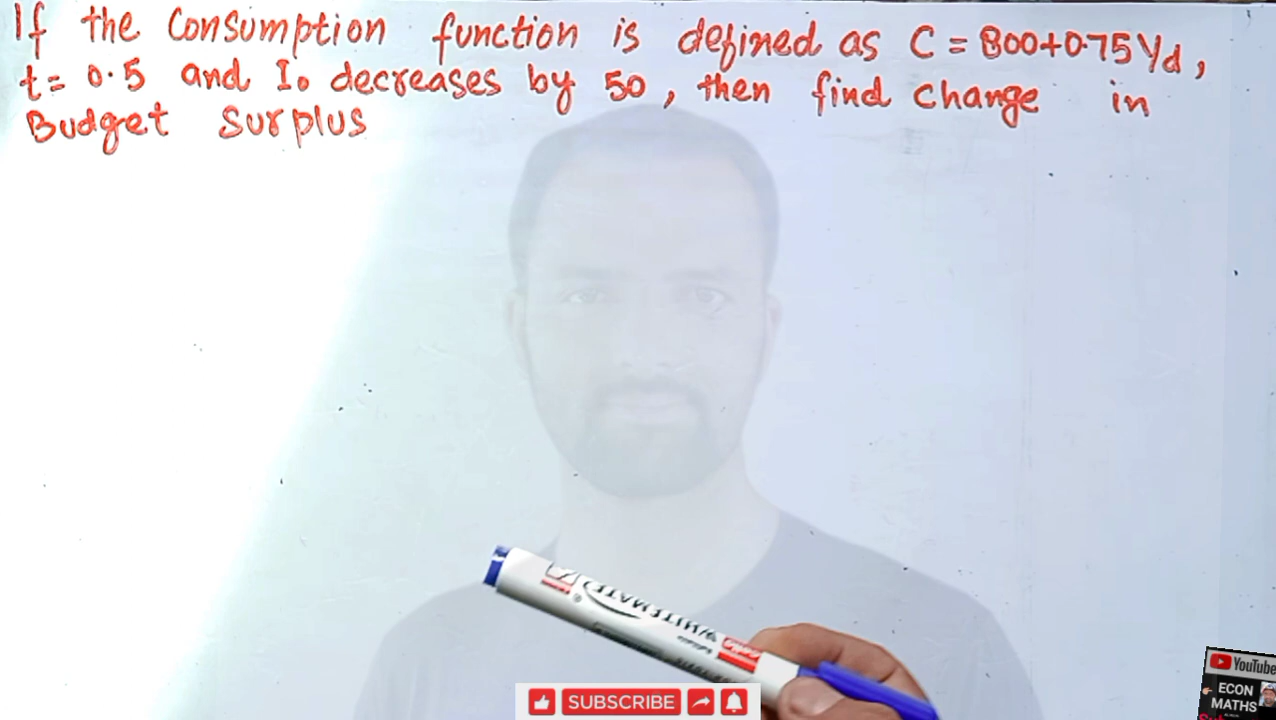 If the Consumption function is defined as C = 800+0.75Yd,
t= 0.5 and I₀ decreases by 50, then find change in
Budget Surplus
WHITEMATE
SUBSCRIBE
YouTube
ECON
MATHS